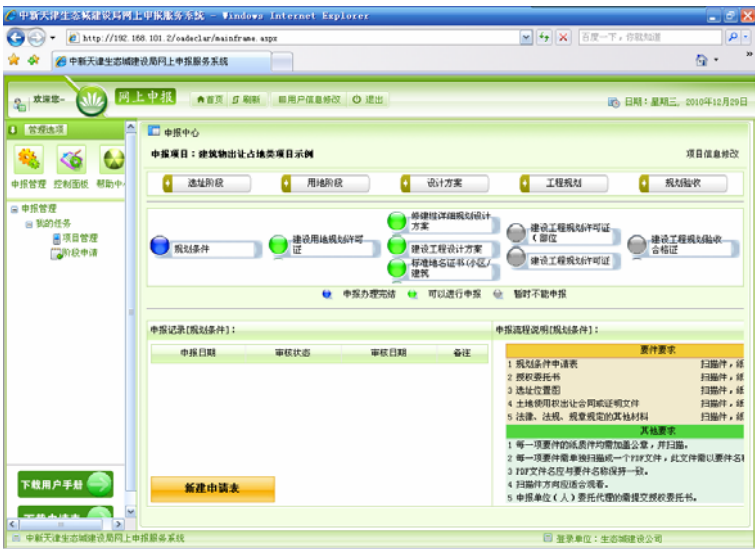 中新天津生态城建设局网上申报服务系统 - Windows Internet Explorer
http://192.168.101.2/oadeclar/mainframe.aspx
百度一下，你就知道
中新天津生态城建设局网上申报服务系统
欢迎您-
网上申报
首页 刷新 用户信息修改 退出
日期：星期三，2010年12月29日
管理选项
申报管理 控制面板 帮助中
申报管理
我的任务
项目管理
阶段申请
下载用户手册
申报中心
申报项目：建筑物出让占地类项目示例
项目信息修改
选址阶段 用地阶段 设计方案 工程规划 规划验收
规划条件
建设用地规划许可证
修建性详细规划设计方案
建设工程设计方案
标准地名证书(小区/建筑
建设工程规划许可证(部位
建设工程规划许可证
建设工程规划验收合格证
申报办理完结 可以进行申报 暂时不能申报
申报记录[规划条件]：
申报日期 审核状态 审核日期 备注
新建申请表
申报流程说明[规划条件]：
要件要求
1 规划条件申请表 扫描件，纸
2 授权委托书 扫描件，纸
3 选址位置图 扫描件，纸
4 土地使用权出让合同或证明文件 扫描件，纸
5 法律、法规、规章规定的其他材料 扫描件，纸
其他要求
1 每一项要件的纸质件均需加盖公章，并扫描。
2 每一项要件需单独扫描成一个PDF文件，此文件需以要件名称
3 PDF文件名应与要件名称保持一致。
4 扫描件方向应适合观看。
5 申报单位(人)委托代理的需提交授权委托书。
中新天津生态城建设局网上申报服务系统
登录单位：生态城建设公司